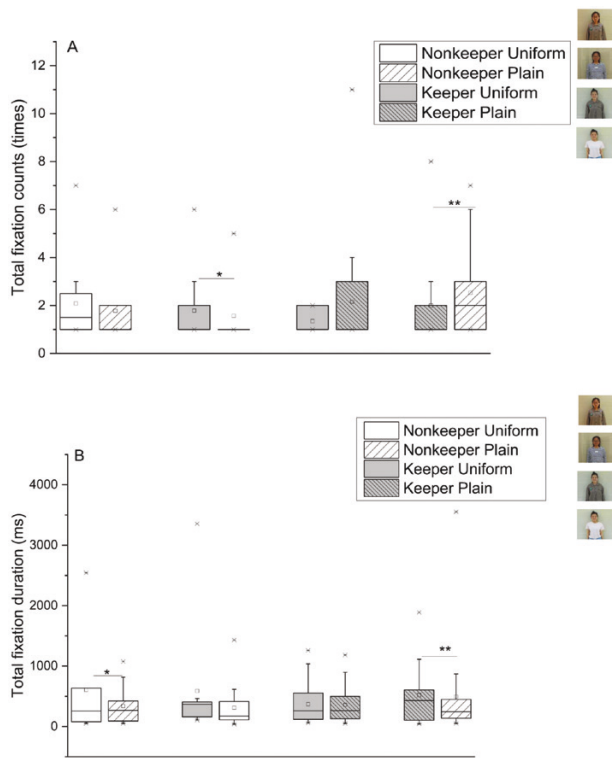 A
Nonkeeper Uniform
Nonkeeper Plain
Keeper Uniform
Keeper Plain
Total fixation counts (times)
12
10
8
6
4
2
0
*
**
B
Nonkeeper Uniform
Nonkeeper Plain
Keeper Uniform
Keeper Plain
Total fixation duration (ms)
4000
3000
2000
1000
0
*
**